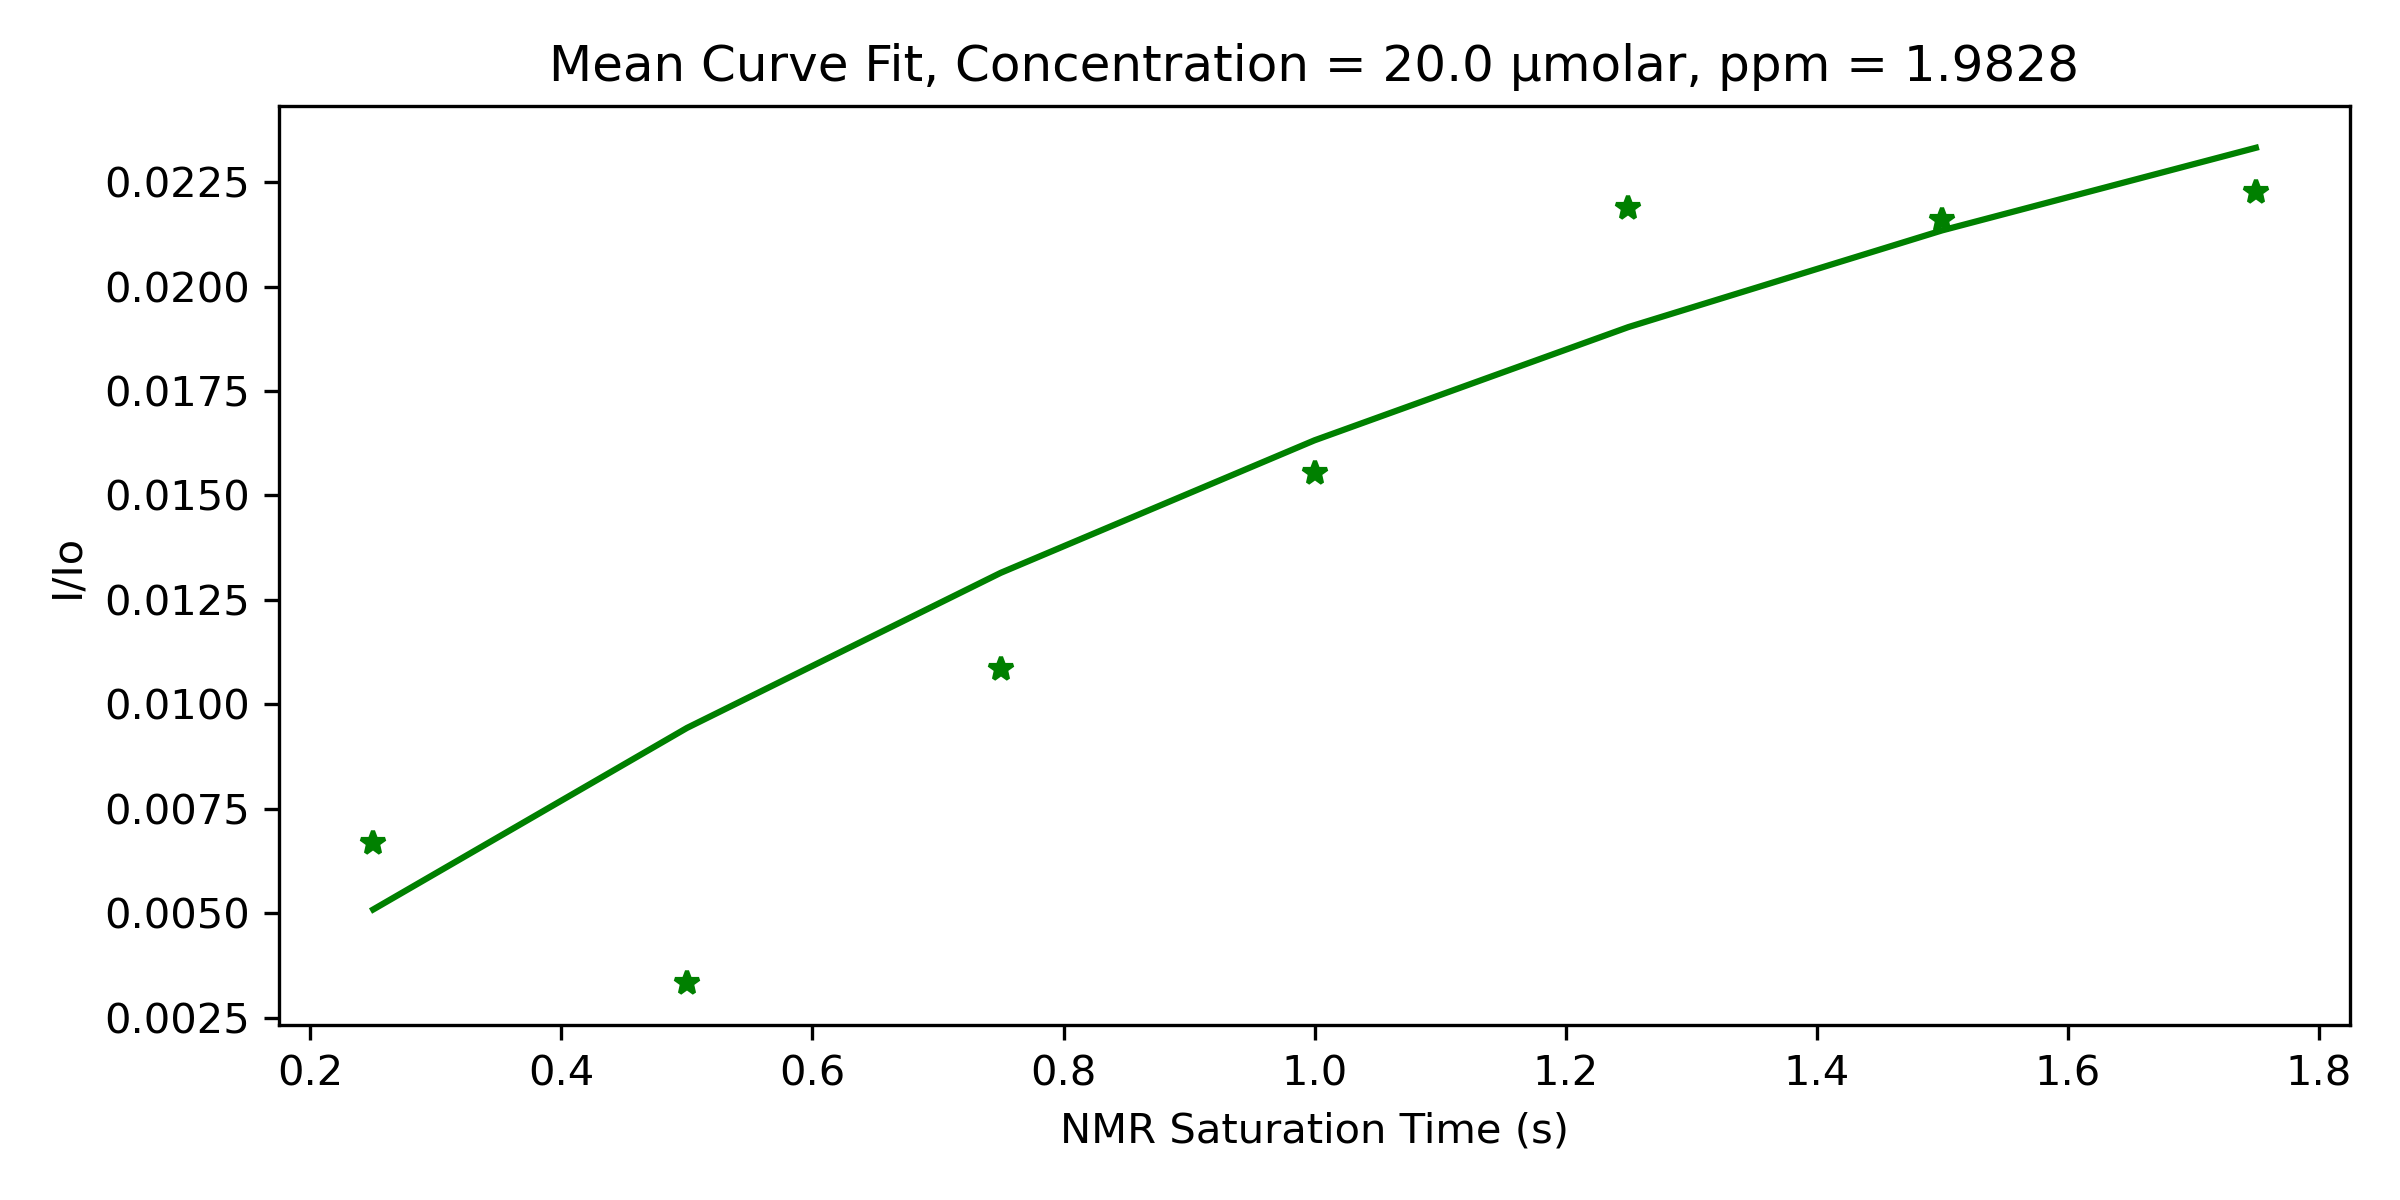 Mean Curve Fit, Concentration = 20.0 μmolar, ppm = 1.9828
0.0225
0.0200
0.0175
0.0150
0.0125
0.0100
0.0075
0.0050
0.0025
I/Io
0.2 0.4 0.6 0.8 1.0 1.2 1.4 1.6 1.8
NMR Saturation Time (s)